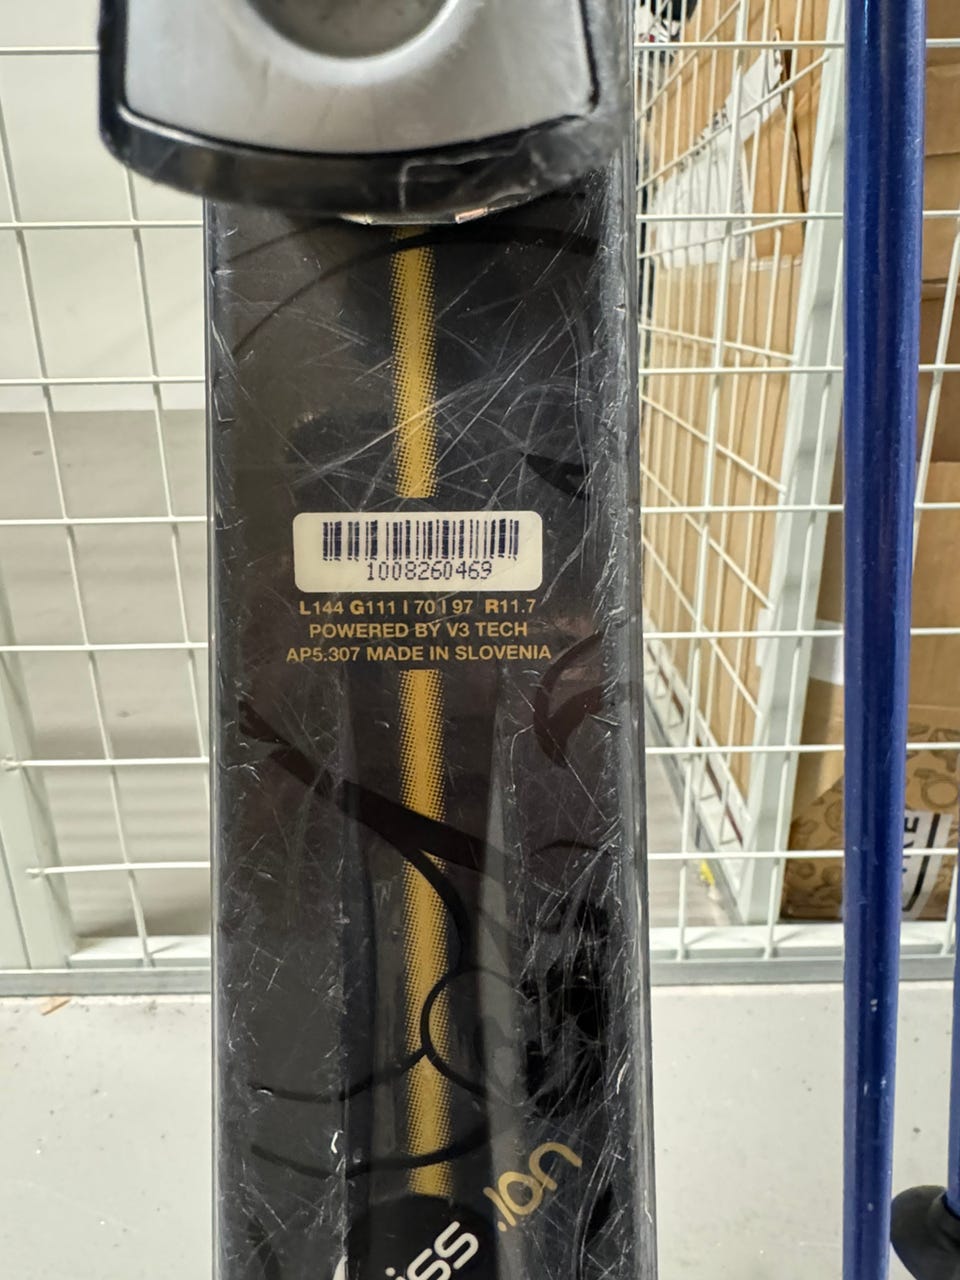 1008260469
L144 G111 | 70 | 97 R11.7
POWERED BY V3 TECH
AP5.307 MADE IN SLOVENIA